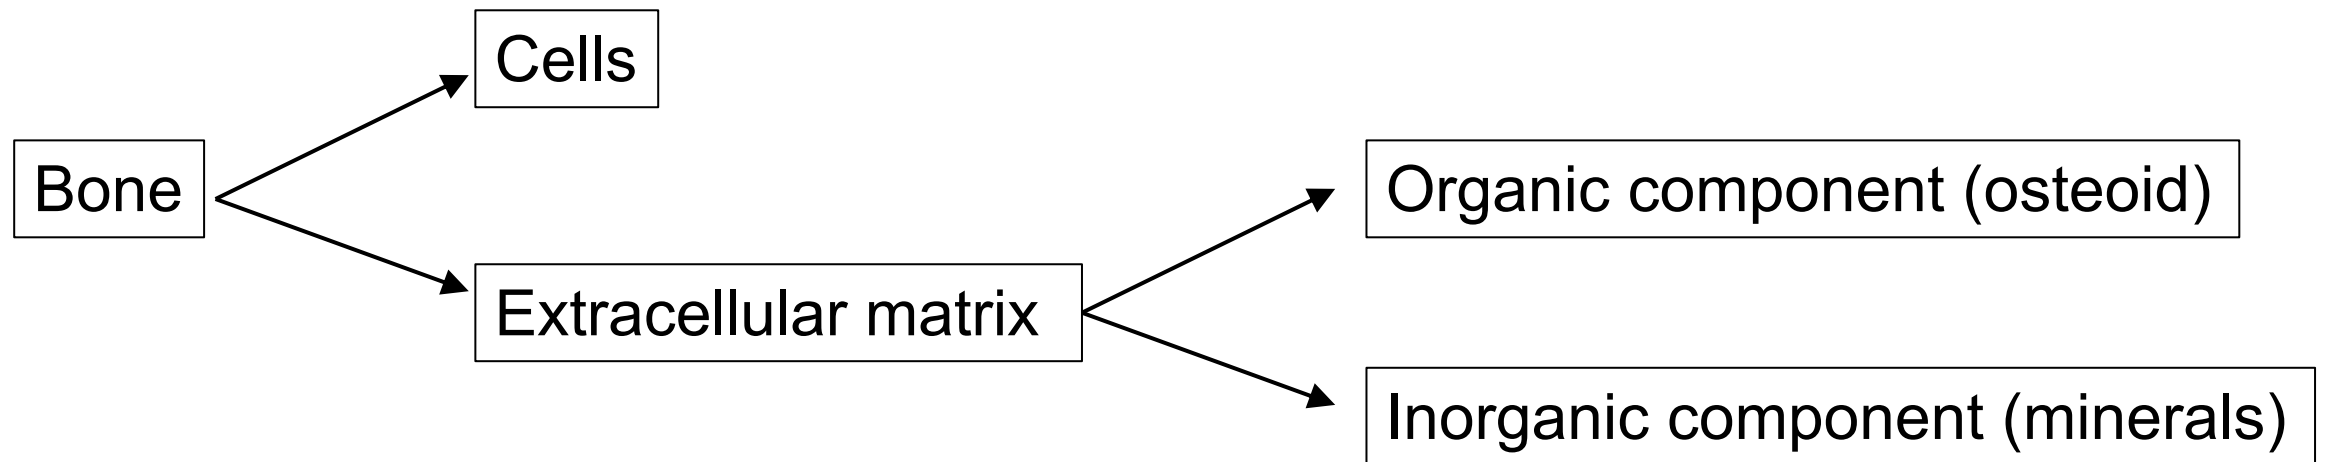 Cells
Bone
Organic component (osteoid)
Extracellular matrix
Inorganic component (minerals)